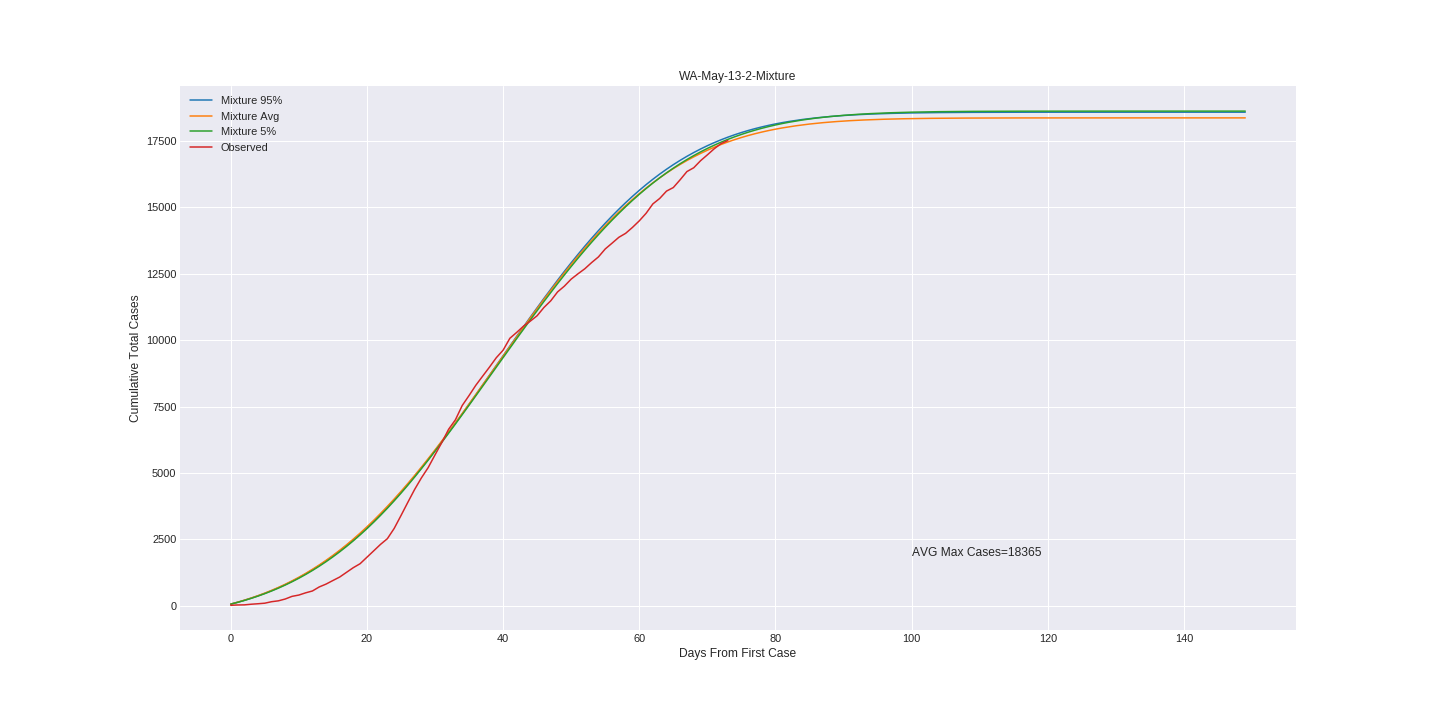 WA-May-13-2-Mixture
Mixture 95%
Mixture Avg
Mixture 5%
Observed
17500
15000
12500
10000
7500
5000
2500
0
Cumulative Total Cases
AVG Max Cases=18365
0 20 40 60 80 100 120 140
Days From First Case